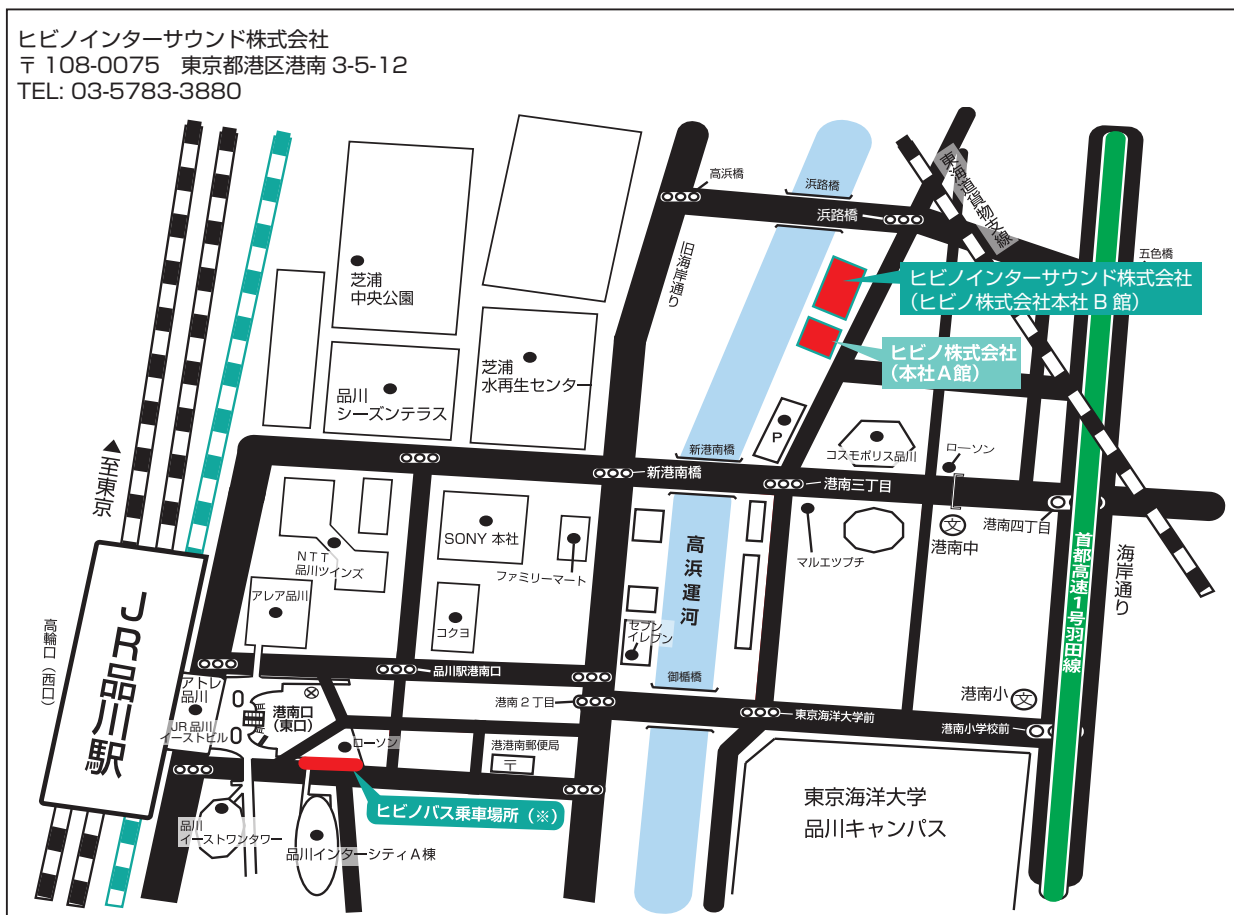 ヒビノインターサウンド株式会社
〒 108-0075 東京都港区港南 3-5-12
TEL: 03-5783-3880
高浜橋
浜路橋
浜路橋
東海道貨物支線
五色橋
旧海岸通り
芝浦
中央公園
ヒビノインターサウンド株式会社
(ヒビノ株式会社本社 B 館)
ヒビノ株式会社
(本社A館)
芝浦
水再生センター
品川
シーズンテラス
P
コスモポリス品川
ローソン
新港南橋
新港南橋
港南三丁目
▲至東京
SONY 本社
NTT
品川ツインズ
ファミリーマート
高浜運河
マルエツプチ
文
港南中
港南四丁目
首都高速1号羽田線
海岸通り
アレア品川
コクヨ
セブン
イレブン
高輪口(西口)
JR品川駅
品川駅港南口
御楯橋
アトレ
品川
港南口
(東口)
港南2丁目
東京海洋大学前
港南小
文
港南小学校前
JR 品川
イーストビル
ローソン
港港南郵便局
〒
ヒビノバス乗車場所(※)
東京海洋大学
品川キャンパス
品川
イーストワンタワー
品川インターシティA棟